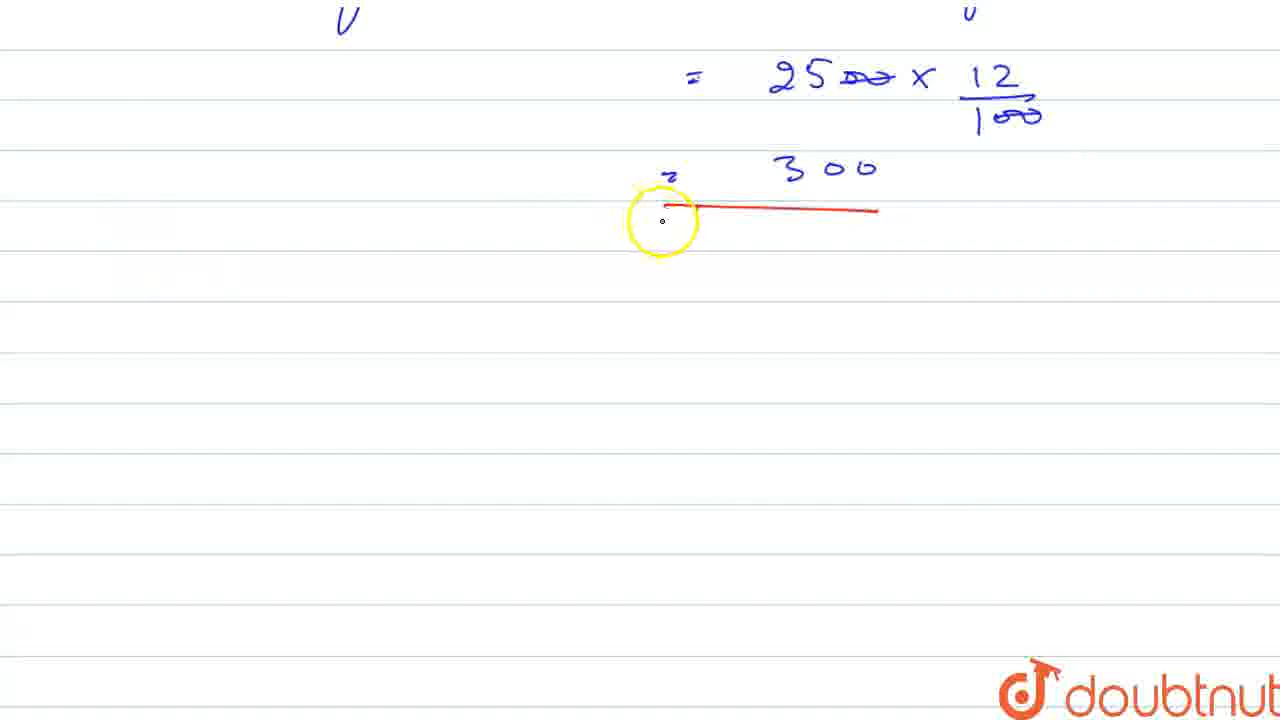 = 2500 × 12/100
= 300
doubtnut